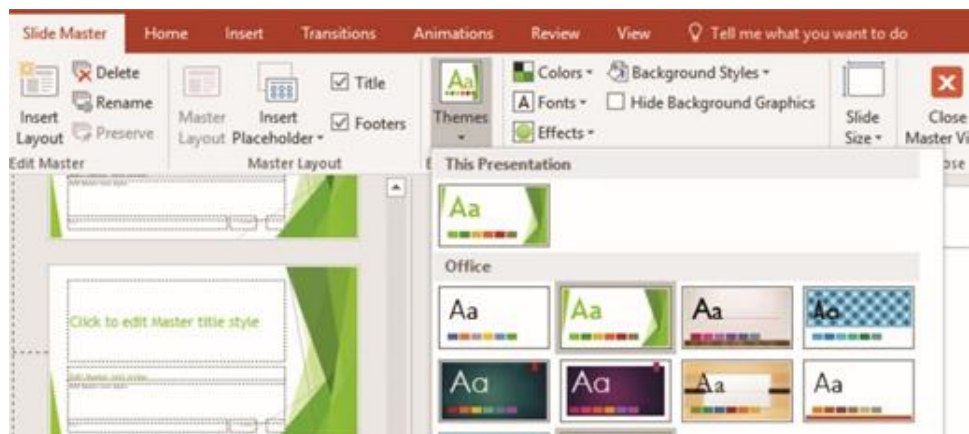 Slide Master Home Insert Transitions Animations Review View Tell me what you want to do
Delete
Rename
Preserve
Insert
Layout
Edit Master
Master
Layout
Insert
Placeholder
Title
Footers
Master Layout
Themes
Colors
Fonts
Effects
Background Styles
Hide Background Graphics
Slide
Size
Close
Master Vi
This Presentation
Aa
Office
Aa Aa Aa Aa
Aa Aa Aa Aa
Click to edit Master title style